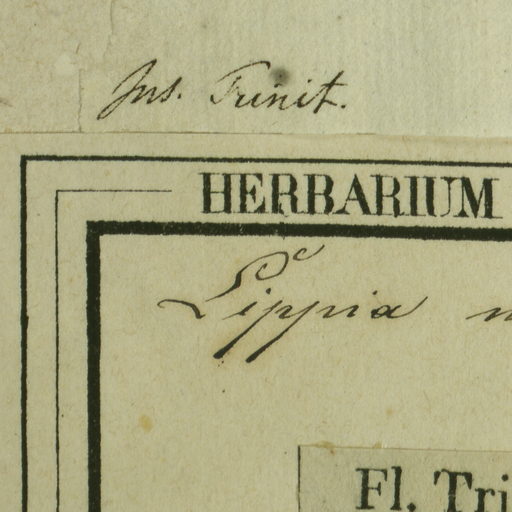 Ins. Trinit.
HERBARIUM
Lippia
Fl. Tri